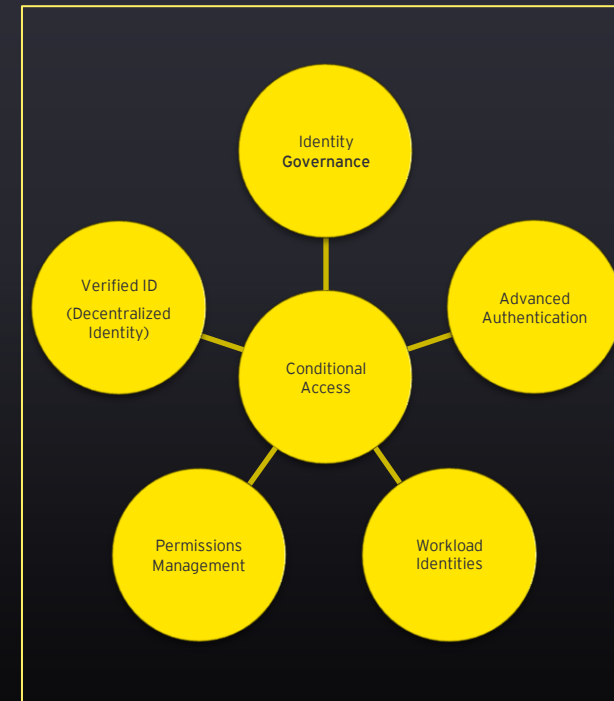 Identity
Governance
Verified ID
(Decentralized
Identity)
Advanced
Authentication
Conditional
Access
Permissions
Management
Workload
Identities